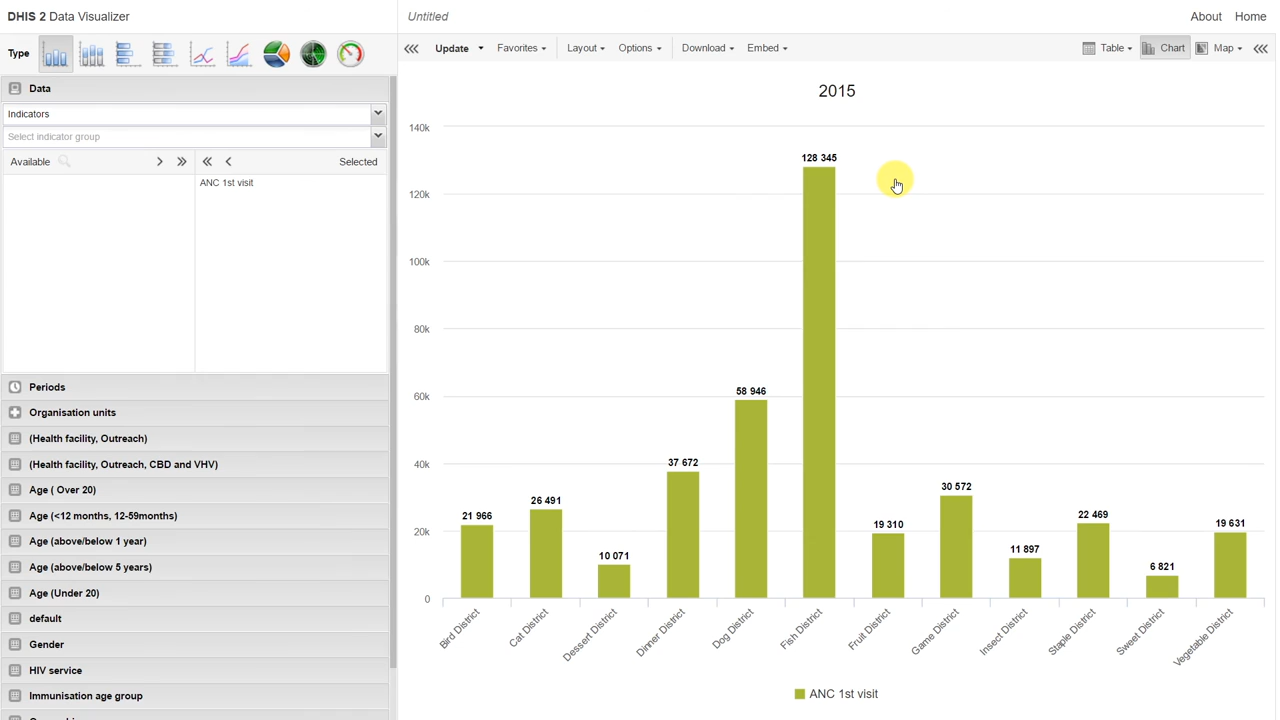 DHIS 2 Data Visualizer
Untitled
About
Home
Type
Update
Favorites
Layout
Options
Download
Embed
Table
Chart
Map
Data
Indicators
Select indicator group
Available
Selected
ANC 1st visit
Periods
Organisation units
(Health facility, Outreach)
(Health facility, Outreach, CBD and VHV)
Age ( Over 20)
Age (<12 months, 12-59months)
Age (above/below 1 year)
Age (above/below 5 years)
Age (Under 20)
default
Gender
HIV service
Immunisation age group
2015
140k
120k
100k
80k
60k
40k
20k
0
21 966
26 491
10 071
37 672
58 946
128 345
19 310
30 572
11 897
22 469
6 821
19 631
Bird District
Cat District
Dessert District
Dinner District
Dog District
Fish District
Fruit District
Game District
Insect District
Staple District
Sweet District
Vegetable District
ANC 1st visit